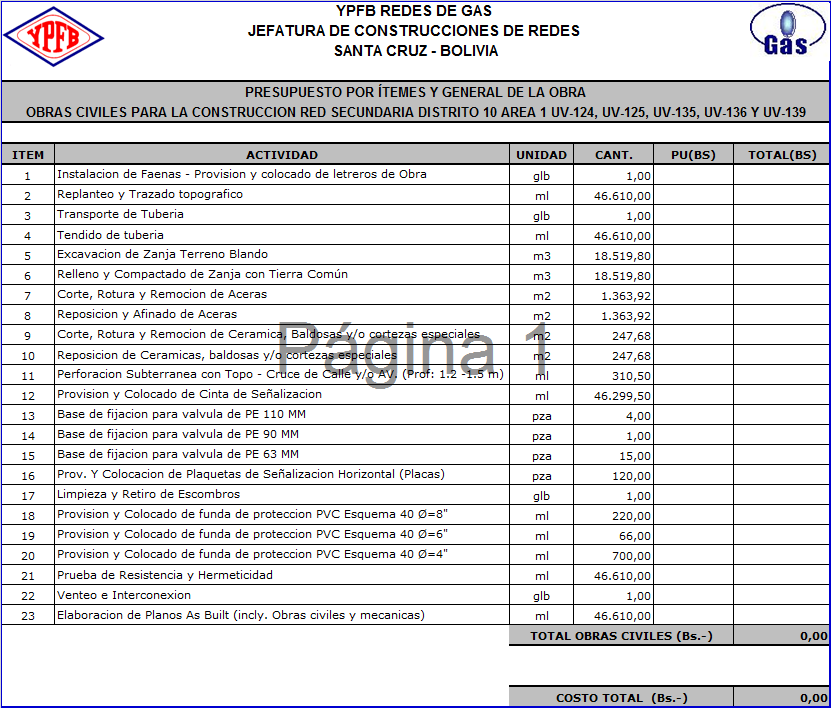 YPFB
YPFB REDES DE GAS
JEFATURA DE CONSTRUCCIONES DE REDES
SANTA CRUZ - BOLIVIA
Gas
PRESUPUESTO POR ÍTEMES Y GENERAL DE LA OBRA
OBRAS CIVILES PARA LA CONSTRUCCION RED SECUNDARIA DISTRITO 10 AREA 1 UV-124, UV-125, UV-135, UV-136 Y UV-139
ITEM ACTIVIDAD UNIDAD CANT. PU(BS) TOTAL(BS)
1 Instalacion de Faenas - Provision y colocado de letreros de Obra glb 1,00
2 Replanteo y Trazado topografico ml 46.610,00
3 Transporte de Tuberia glb 1,00
4 Tendido de tuberia ml 46.610,00
5 Excavacion de Zanja Terreno Blando m3 18.519,80
6 Relleno y Compactado de Zanja con Tierra Común m3 18.519,80
7 Corte, Rotura y Remocion de Aceras m2 1.363,92
8 Reposicion y Afinado de Aceras m2 1.363,92
9 Corte, Rotura y Remocion de Ceramica, Baldosas y/o cortezas especiales m2 247,68
10 Reposicion de Ceramicas, baldosas y/o cortezas especiales m2 247,68
11 Perforacion Subterranea con Topo - Cruce de Calle y/o AV. (Prof: 1.2 -1.5 m) ml 310,50
12 Provision y Colocado de Cinta de Señalizacion ml 46.299,50
13 Base de fijacion para valvula de PE 110 MM pza 4,00
14 Base de fijacion para valvula de PE 90 MM pza 1,00
15 Base de fijacion para valvula de PE 63 MM pza 15,00
16 Prov. Y Colocacion de Plaquetas de Señalizacion Horizontal (Placas) pza 120,00
17 Limpieza y Retiro de Escombros glb 1,00
18 Provision y Colocado de funda de proteccion PVC Esquema 40 Ø=8" ml 220,00
19 Provision y Colocado de funda de proteccion PVC Esquema 40 Ø=6" ml 66,00
20 Provision y Colocado de funda de proteccion PVC Esquema 40 Ø=4" ml 700,00
21 Prueba de Resistencia y Hermeticidad ml 46.610,00
22 Venteo e Interconexion glb 1,00
23 Elaboracion de Planos As Built (incly. Obras civiles y mecanicas) ml 46.610,00
TOTAL OBRAS CIVILES (Bs.-) 0,00
COSTO TOTAL (Bs.-) 0,00
Página 1